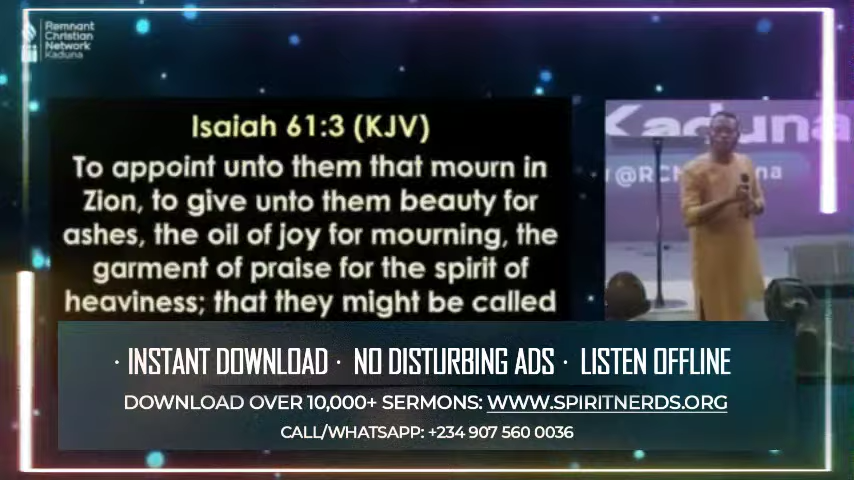 Remnant
Christian
Network
Kaduna
Isaiah 61:3 (KJV)
To appoint unto them that mourn in
Zion, to give unto them beauty for
ashes, the oil of joy for mourning, the
garment of praise for the spirit of
heaviness; that they might be called
Kaduna
· INSTANT DOWNLOAD · NO DISTURBING ADS · LISTEN OFFLINE
DOWNLOAD OVER 10,000+ SERMONS: WWW.SPIRITNERDS.ORG
CALL/WHATSAPP: +234 907 560 0036